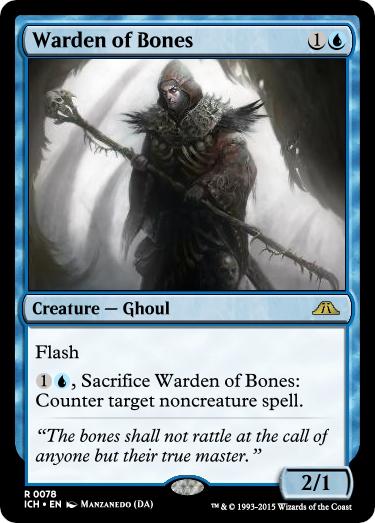 Warden of Bones 1
Creature — Ghoul
Flash
1, Sacrifice Warden of Bones:
Counter target noncreature spell.
“The bones shall not rattle at the call of
anyone but their true master.”
2/1
R 0078
ICH • EN Manzanedo (DA) ™ & © 1993-2015 Wizards of the Coast